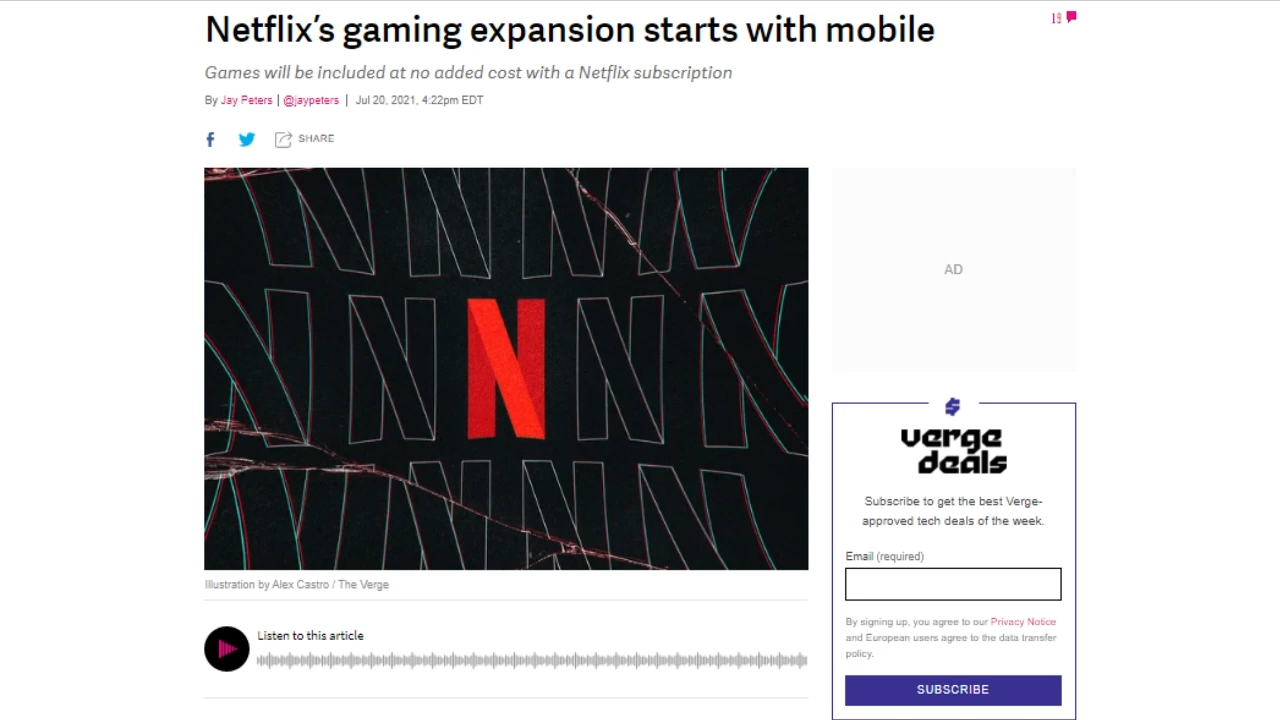 Netflix's gaming expansion starts with mobile
19
Games will be included at no added cost with a Netflix subscription
By Jay Peters | @jaypeters | Jul 20, 2021, 4:22pm EDT
SHARE
N
AD
verge
deals
Subscribe to get the best Verge-
approved tech deals of the week.
Email (required)
By signing up, you agree to our Privacy Notice
and European users agree to the data transfer
policy.
SUBSCRIBE
Illustration by Alex Castro / The Verge
Listen to this article